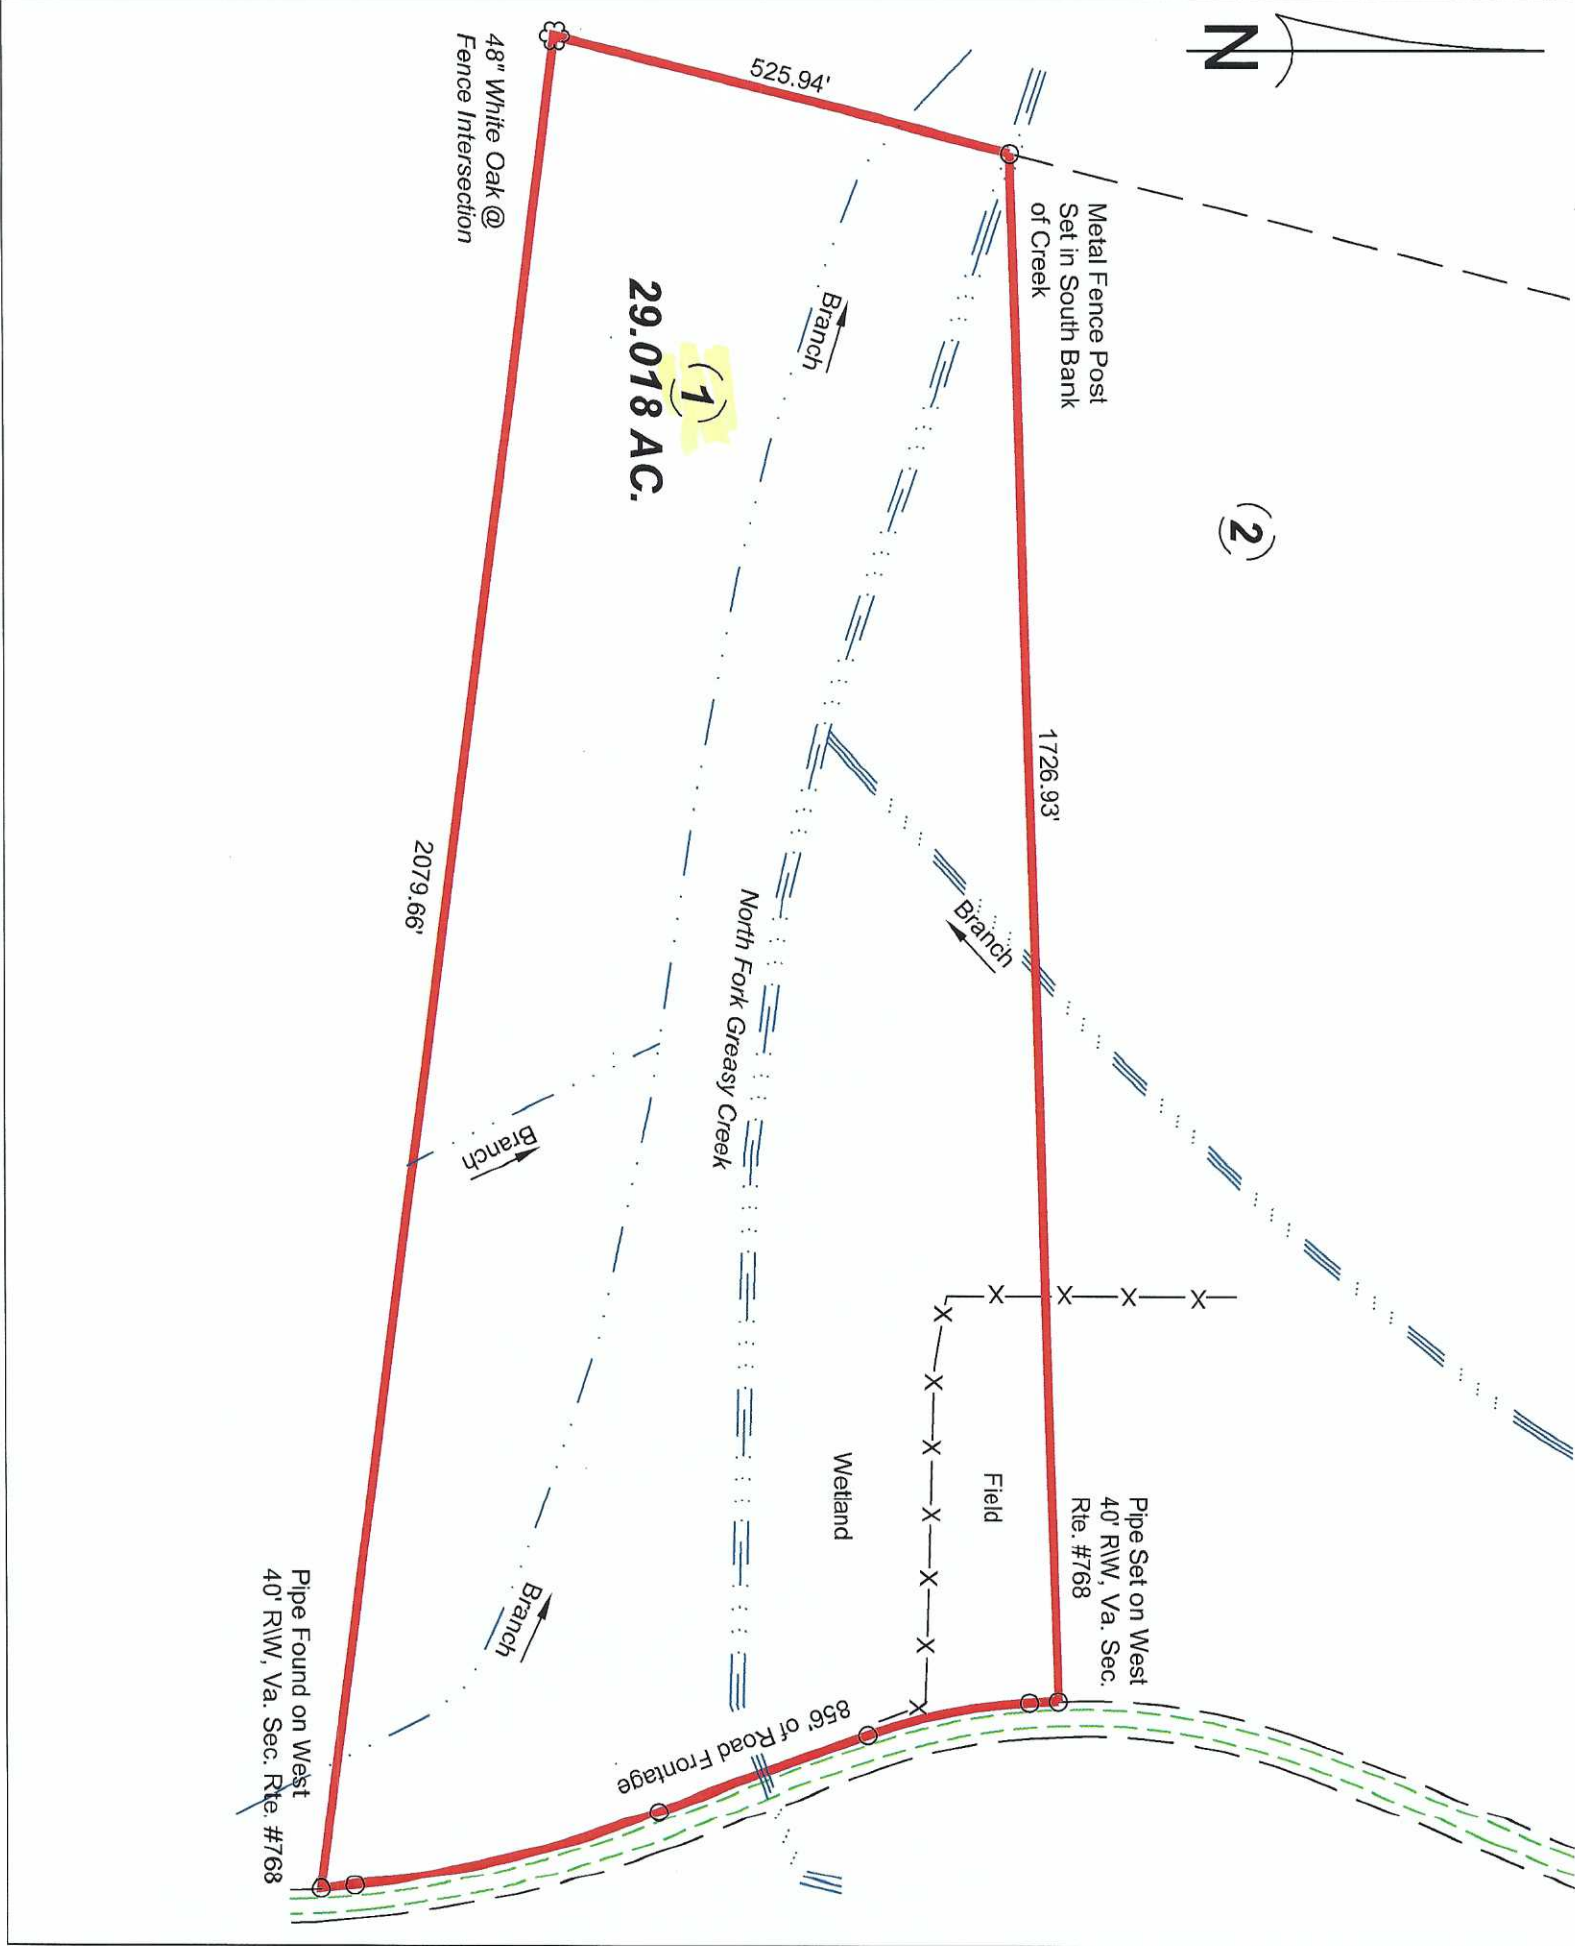 N
525.94'
48" White Oak @
Fence Intersection
Metal Fence Post
Set in South Bank
of Creek
Branch
(1)
29.018 AC.
(2)
1726.93'
2079.66'
Branch
North Fork Greasy Creek
Branch
Wetland
Field
Pipe Set on West
40' R\W, Va. Sec.
Rte. #768
Branch
856' of Road Frontage
Pipe Found on West
40' R\W, Va. Sec. Rte. #768
X X X X
X X X X X X X